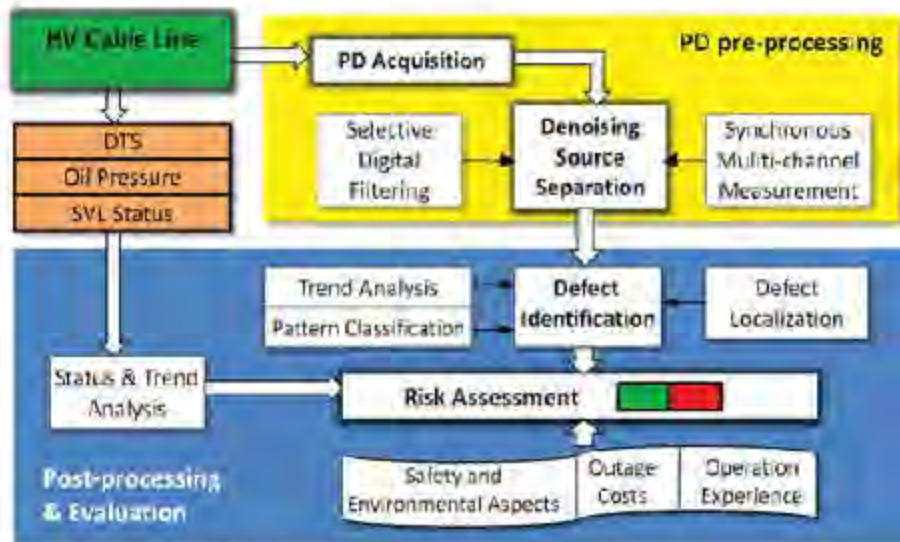 HV Cable Line
PD Acquisition
PD pre-processing
DTS
Oil Pressure
SVL Status
Selective
Digital
Filtering
Denoising
Source
Separation
Synchronous
Multi-channel
Measurement
Trend Analysis
Pattern Classification
Defect
Identification
Defect
Localization
Status & Trend
Analysis
Risk Assessment
Post-processing
& Evaluation
Safety and
Environmental Aspects
Outage
Costs
Operation
Experience